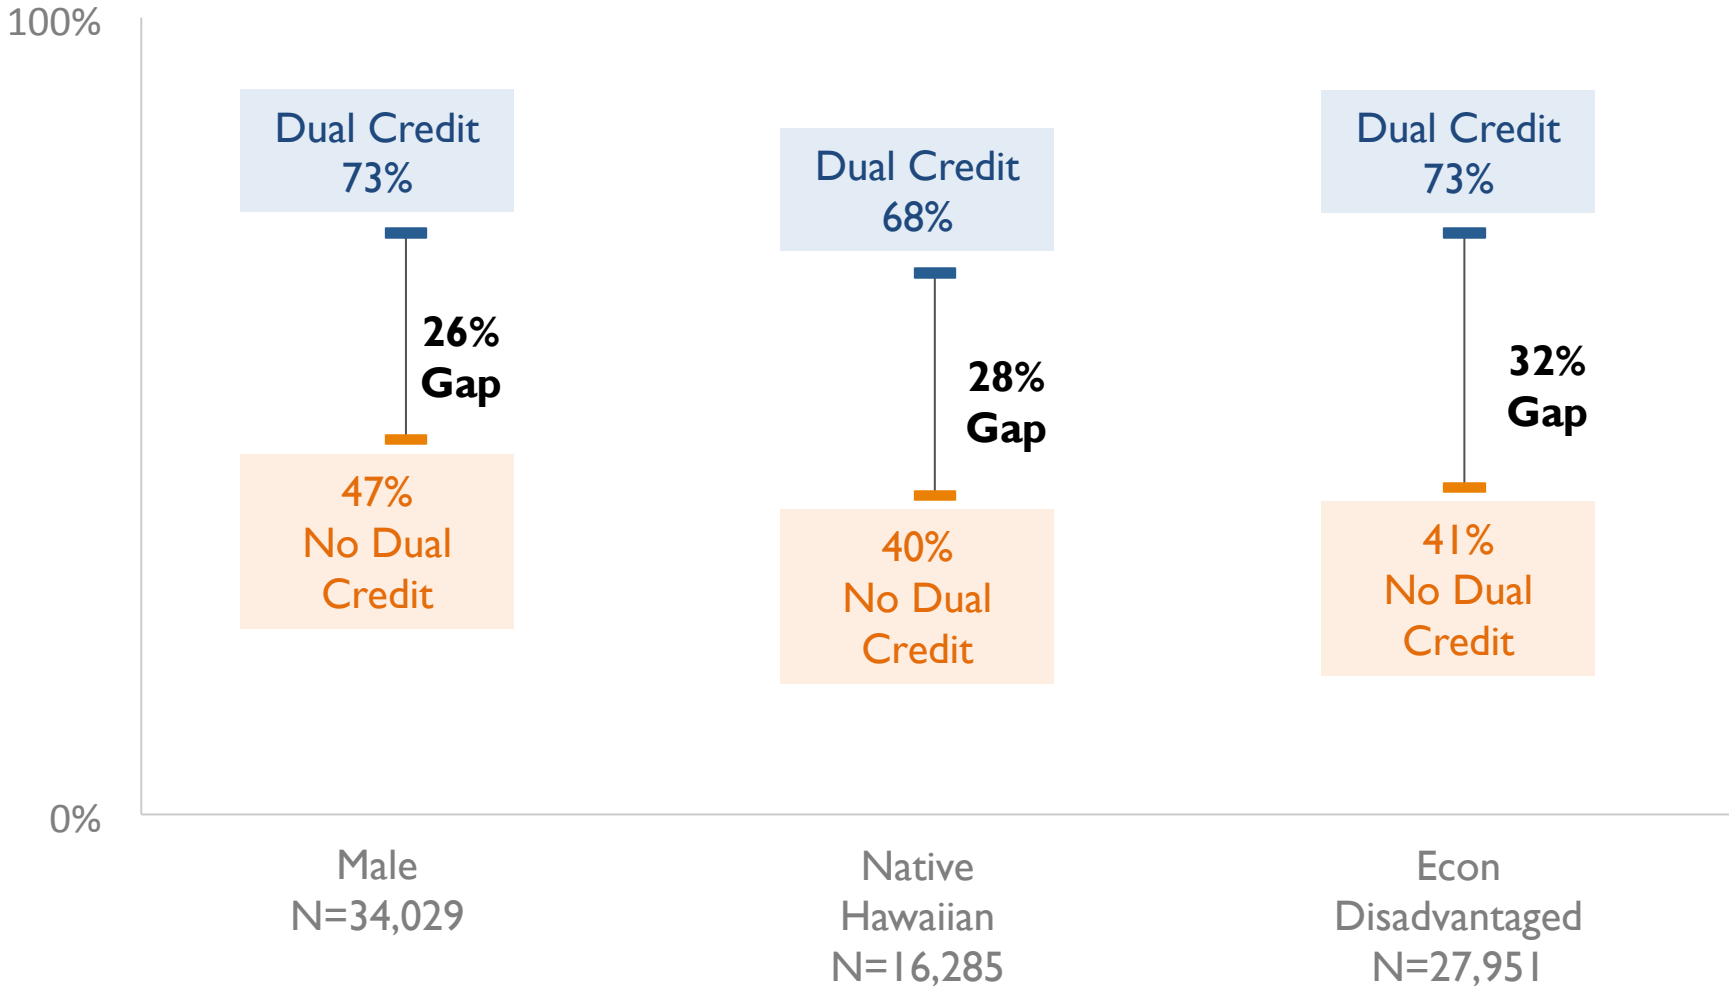 100%
Dual Credit
73%
26%
Gap
47%
No Dual
Credit
Dual Credit
68%
28%
Gap
40%
No Dual
Credit
Dual Credit
73%
32%
Gap
41%
No Dual
Credit
0%
Male
N=34,029
Native
Hawaiian
N=16,285
Econ
Disadvantaged
N=27,951